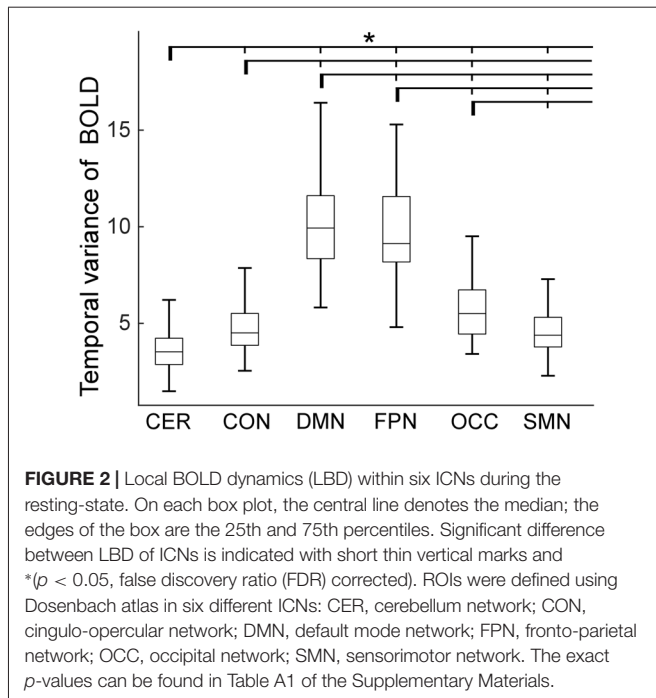 *
Temporal variance of BOLD
15
10
5
CER CON DMN FPN OCC SMN
FIGURE 2 | Local BOLD dynamics (LBD) within six ICNs during the
resting-state. On each box plot, the central line denotes the median; the
edges of the box are the 25th and 75th percentiles. Significant difference
between LBD of ICNs is indicated with short thin vertical marks and
*(p < 0.05, false discovery ratio (FDR) corrected). ROIs were defined using
Dosenbach atlas in six different ICNs: CER, cerebellum network; CON,
cingulo-opercular network; DMN, default mode network; FPN, fronto-parietal
network; OCC, occipital network; SMN, sensorimotor network. The exact
p-values can be found in Table A1 of the Supplementary Materials.